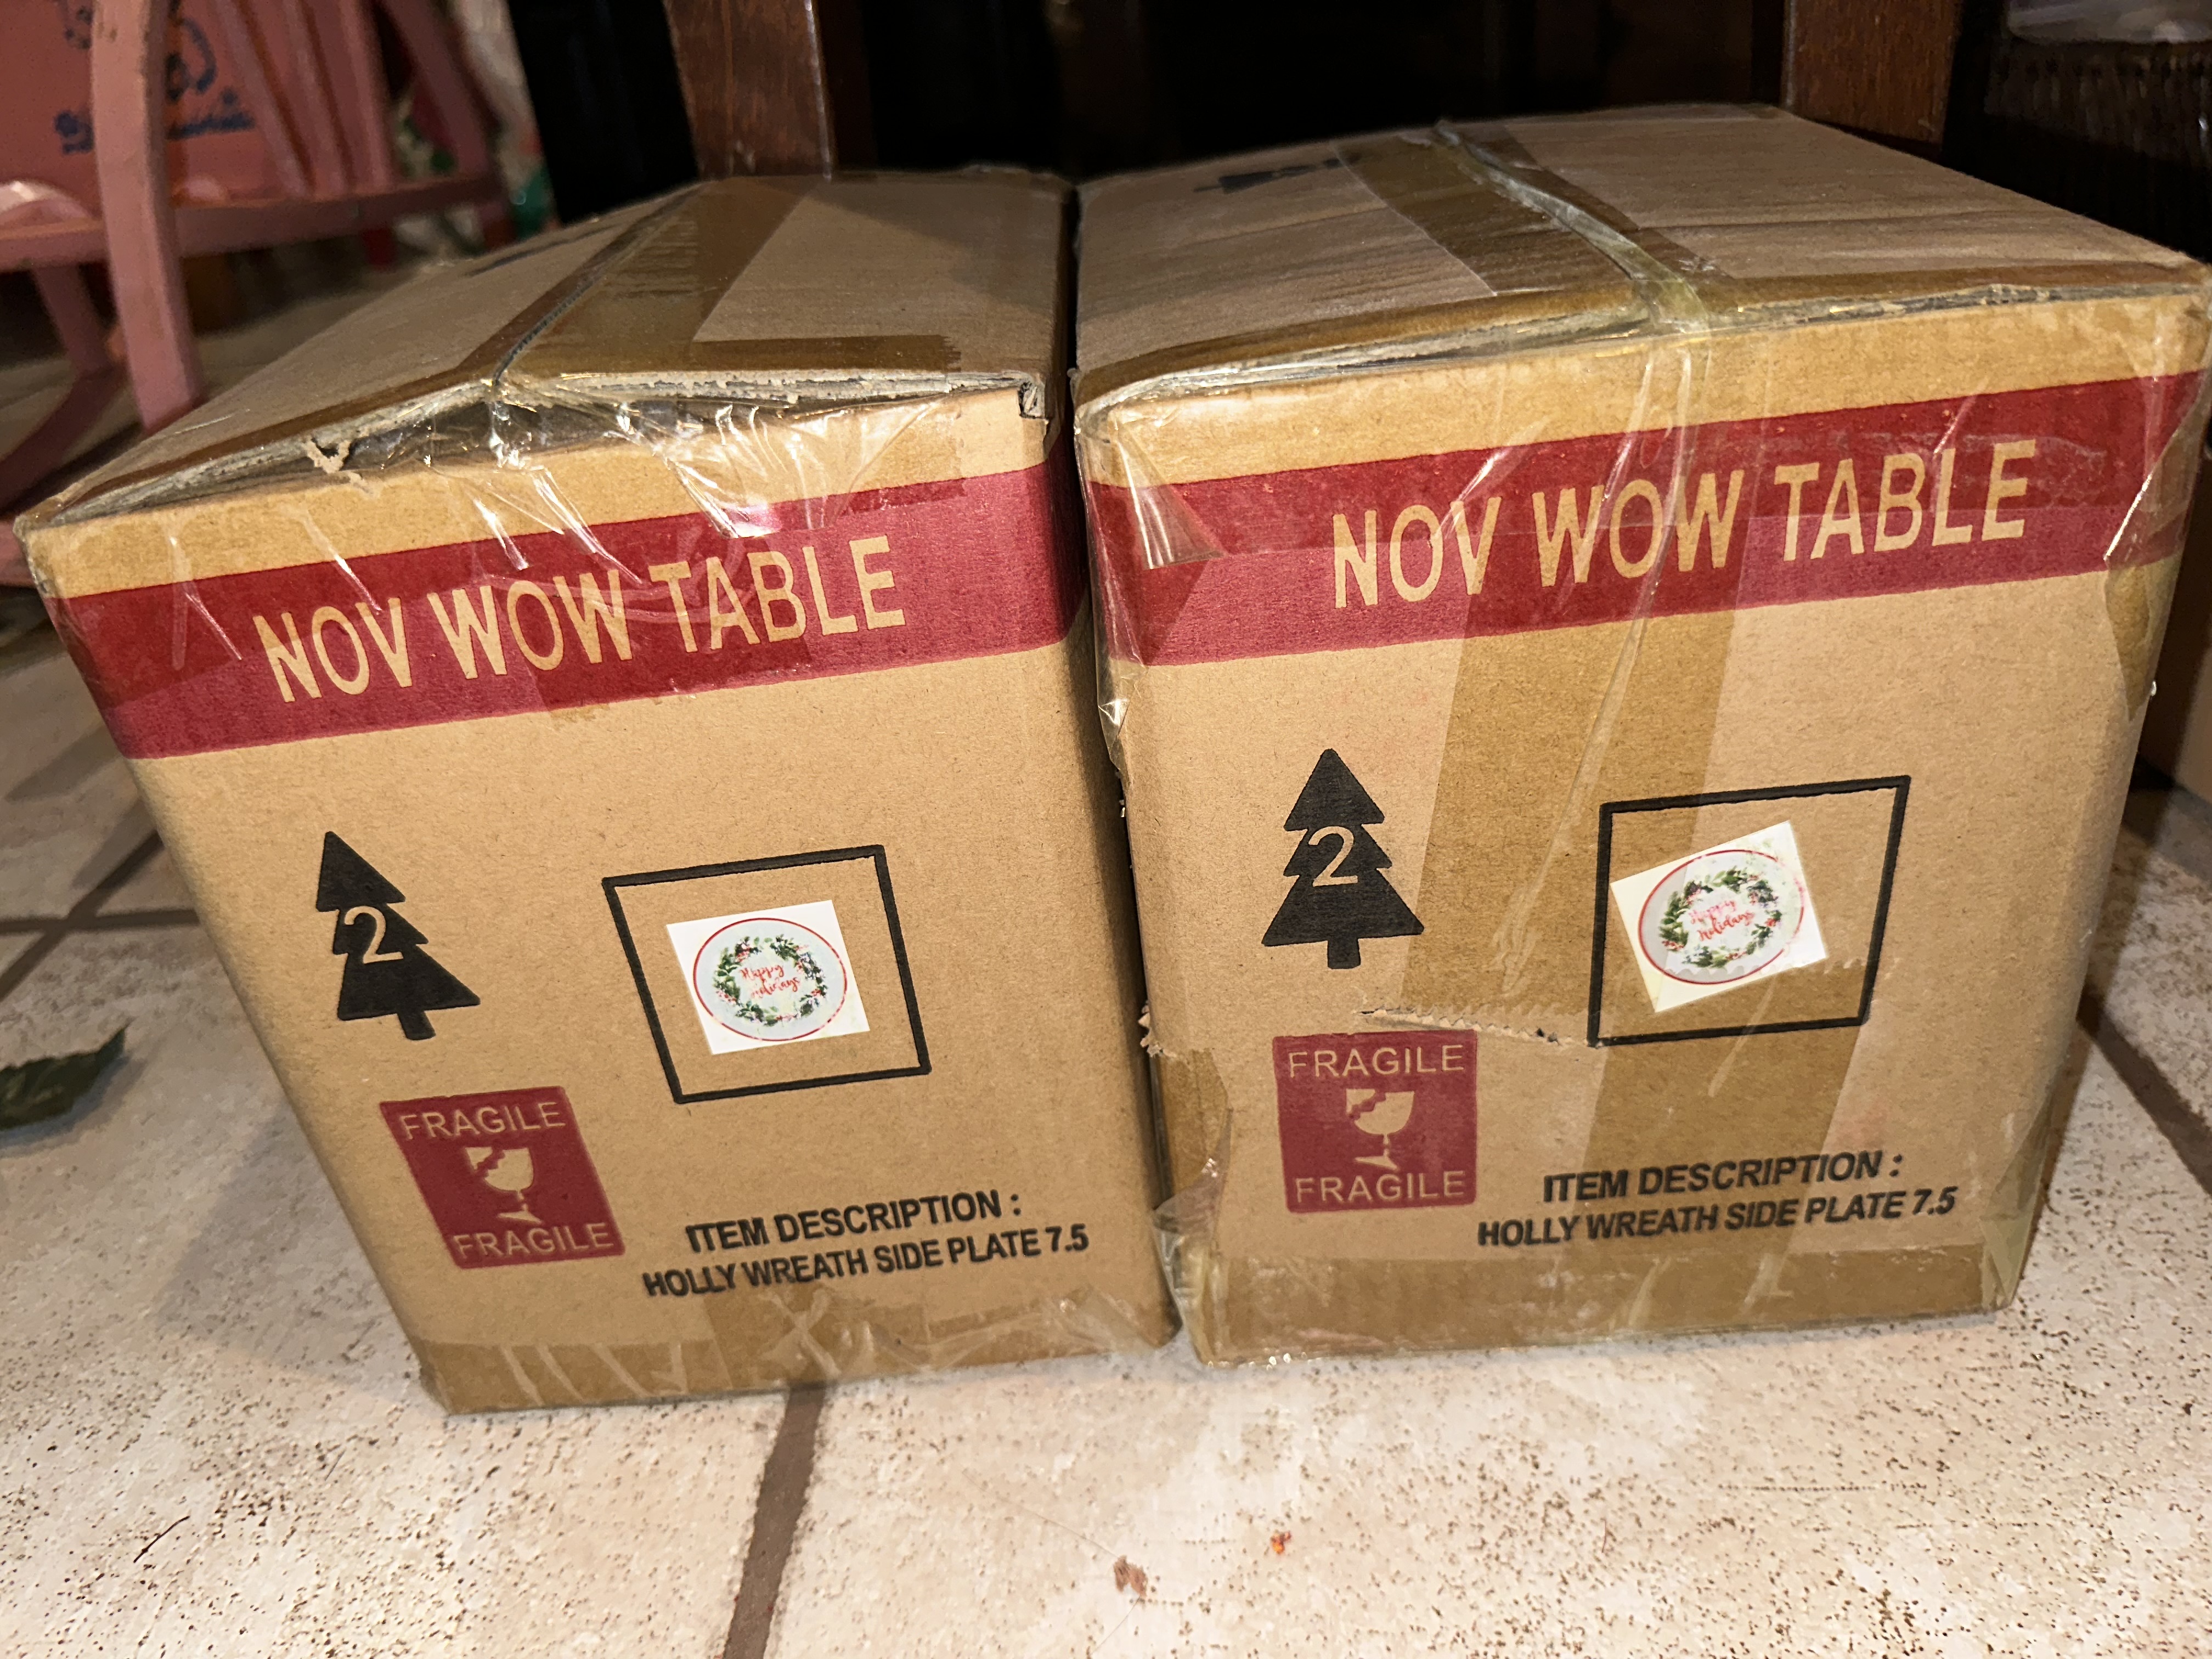 NOV WOW TABLE
2
Happy
FRAGILE
FRAGILE
ITEM DESCRIPTION :
HOLLY WREATH SIDE PLATE 7.5
NOV WOW TABLE
2
Happy
Holidays
FRAGILE
FRAGILE
ITEM DESCRIPTION :
HOLLY WREATH SIDE PLATE 7.5